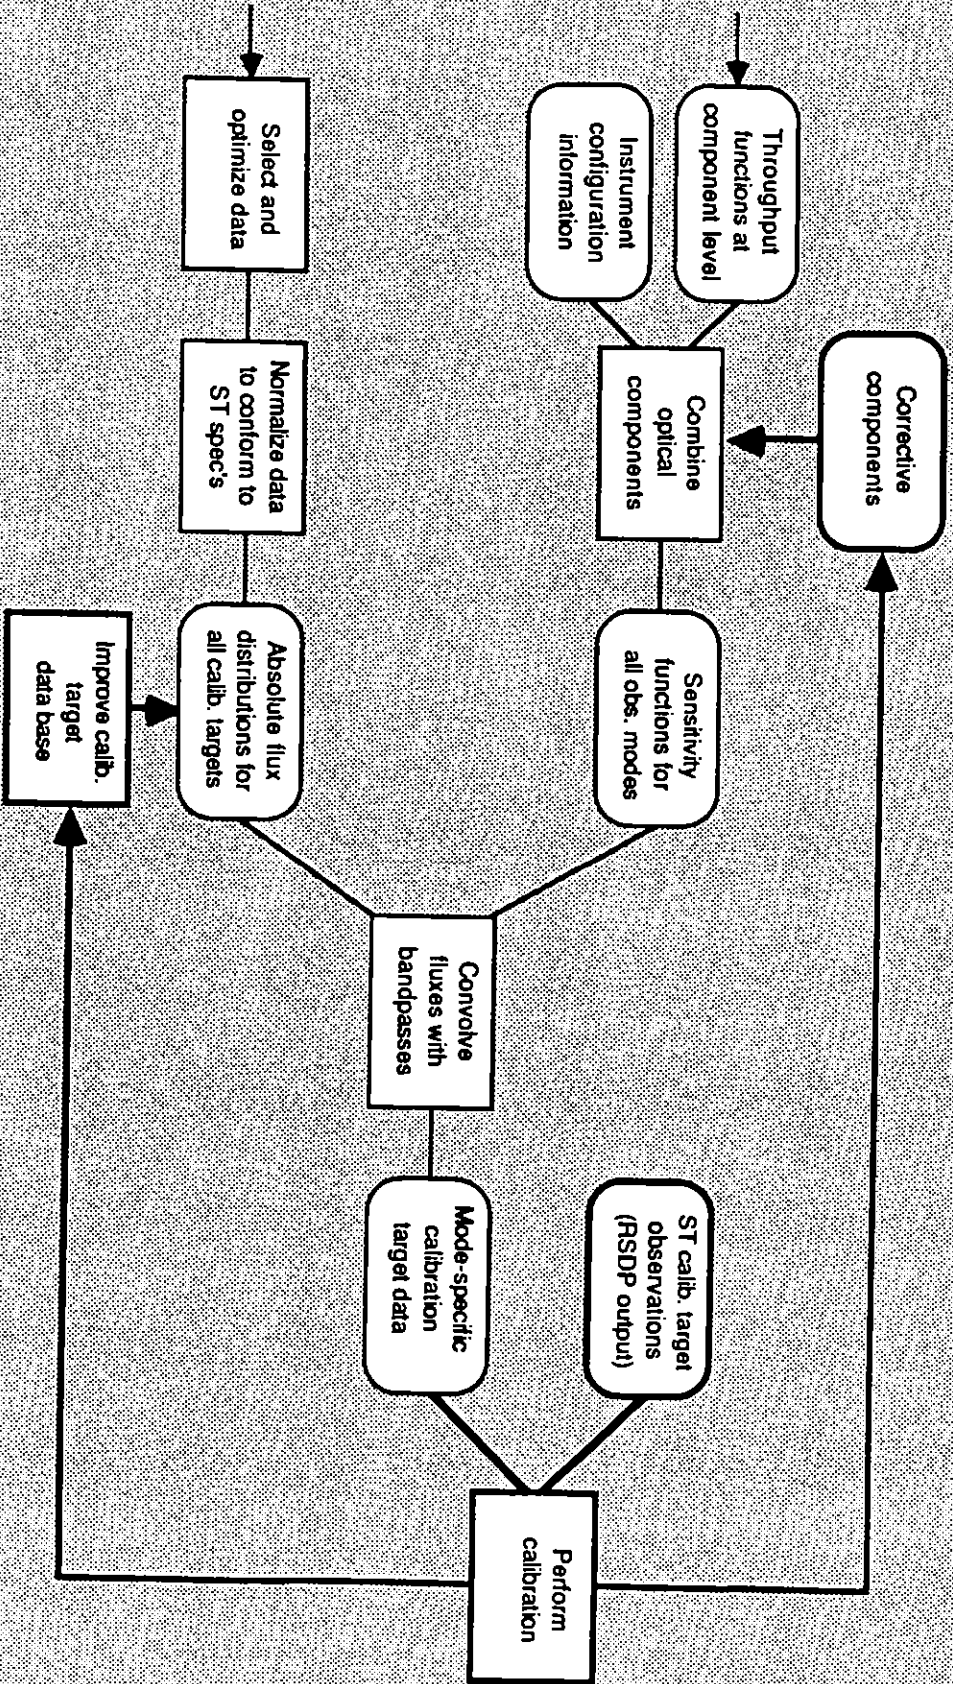 Corrective
components
Throughput
functions at
component level
Instrument
configuration
information
Combine
optical
components
Sensitivity
functions for
all obs. modes
ST calib. target
observations
(RSDP output)
Select and
optimize data
Normalize data
to conform to
ST spec's
Absolute flux
distributions for
all calib. targets
Convolve
fluxes with
bandpasses
Mode-specific
calibration
target data
Perform
calibration
Improve calib.
target
data base